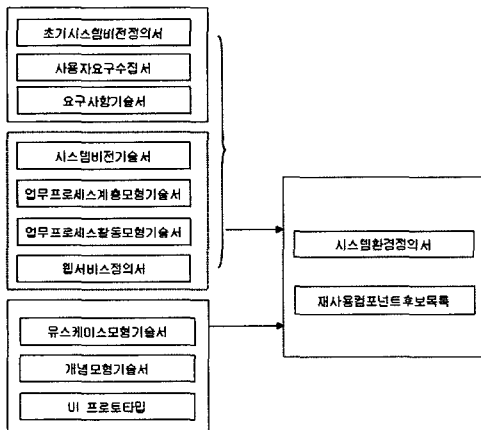 초기시스템비전정의서
사용자요구수집서
요구사항기술서
시스템비전기술서
업무프로세스계층모형기술서
업무프로세스활동모형기술서
웹서비스정의서
시스템환경정의서
재사용컴포넌트후보목록
유스케이스모형기술서
개념모형기술서
UI 프로토타입